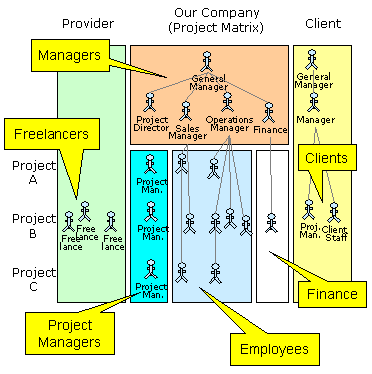 Provider
Our Company
(Project Matrix)
Client
Managers
General
Manager
General
Manager
Project
Director
Sales
Manager
Operations
Manager
Finance
Manager
Freelancers
Clients
Project
A
Project Man.
Project
B
Free
lance
Free
lance
Free
lance
Project
Man.
Proj.
Man.
Client
Staff
Project
C
Project
Man.
Finance
Project
Managers
Employees